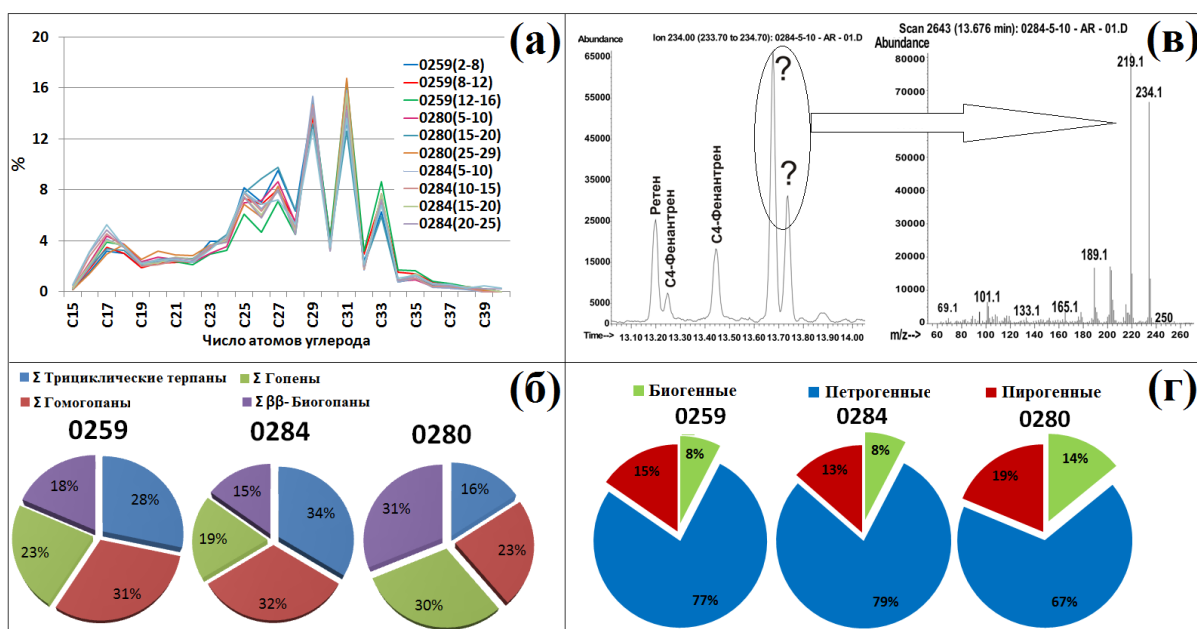 (а)
20
16
12
8
4
0
%
0259(2-8)
0259(8-12)
0259(12-16)
0280(5-10)
0280(15-20)
0280(25-29)
0284(5-10)
0284(10-15)
0284(15-20)
0284(20-25)
C15
C17
C19
C21
C23
C25
C27
C29
C31
C33
C35
C37
C39
Число атомов углерода
(в)
Abundance
Ion 234.00 (233.70 to 234.70): 0284-5-10 - AR - 01.D
65000
55000
45000
35000
25000
15000
5000
0
Ретен
С4-Фенантрен
С4-Фенантрен
?
?
Time-->
13.10 13.20 13.30 13.40 13.50 13.60 13.70 13.80 13.90 14.00
Scan 2643 (13.676 min): 0284-5-10 - AR - 01.D
Abundance
80000
70000
60000
50000
40000
30000
20000
10000
0
219.1
234.1
189.1
69.1
101.1
133.1
165.1
250
m/z-->
60 80 100 120 140 160 180 200 220 240 260
(б)
Σ Трициклические терпаны
Σ Гопены
Σ Гомогопаны
Σ ββ- Биогопаны
0259
0284
0280
18%
28%
23%
31%
15%
34%
19%
32%
31%
16%
23%
30%
(г)
Биогенные
Петрогенные
Пирогенные
0259
0284
0280
15%
8%
77%
13%
8%
79%
19%
14%
67%